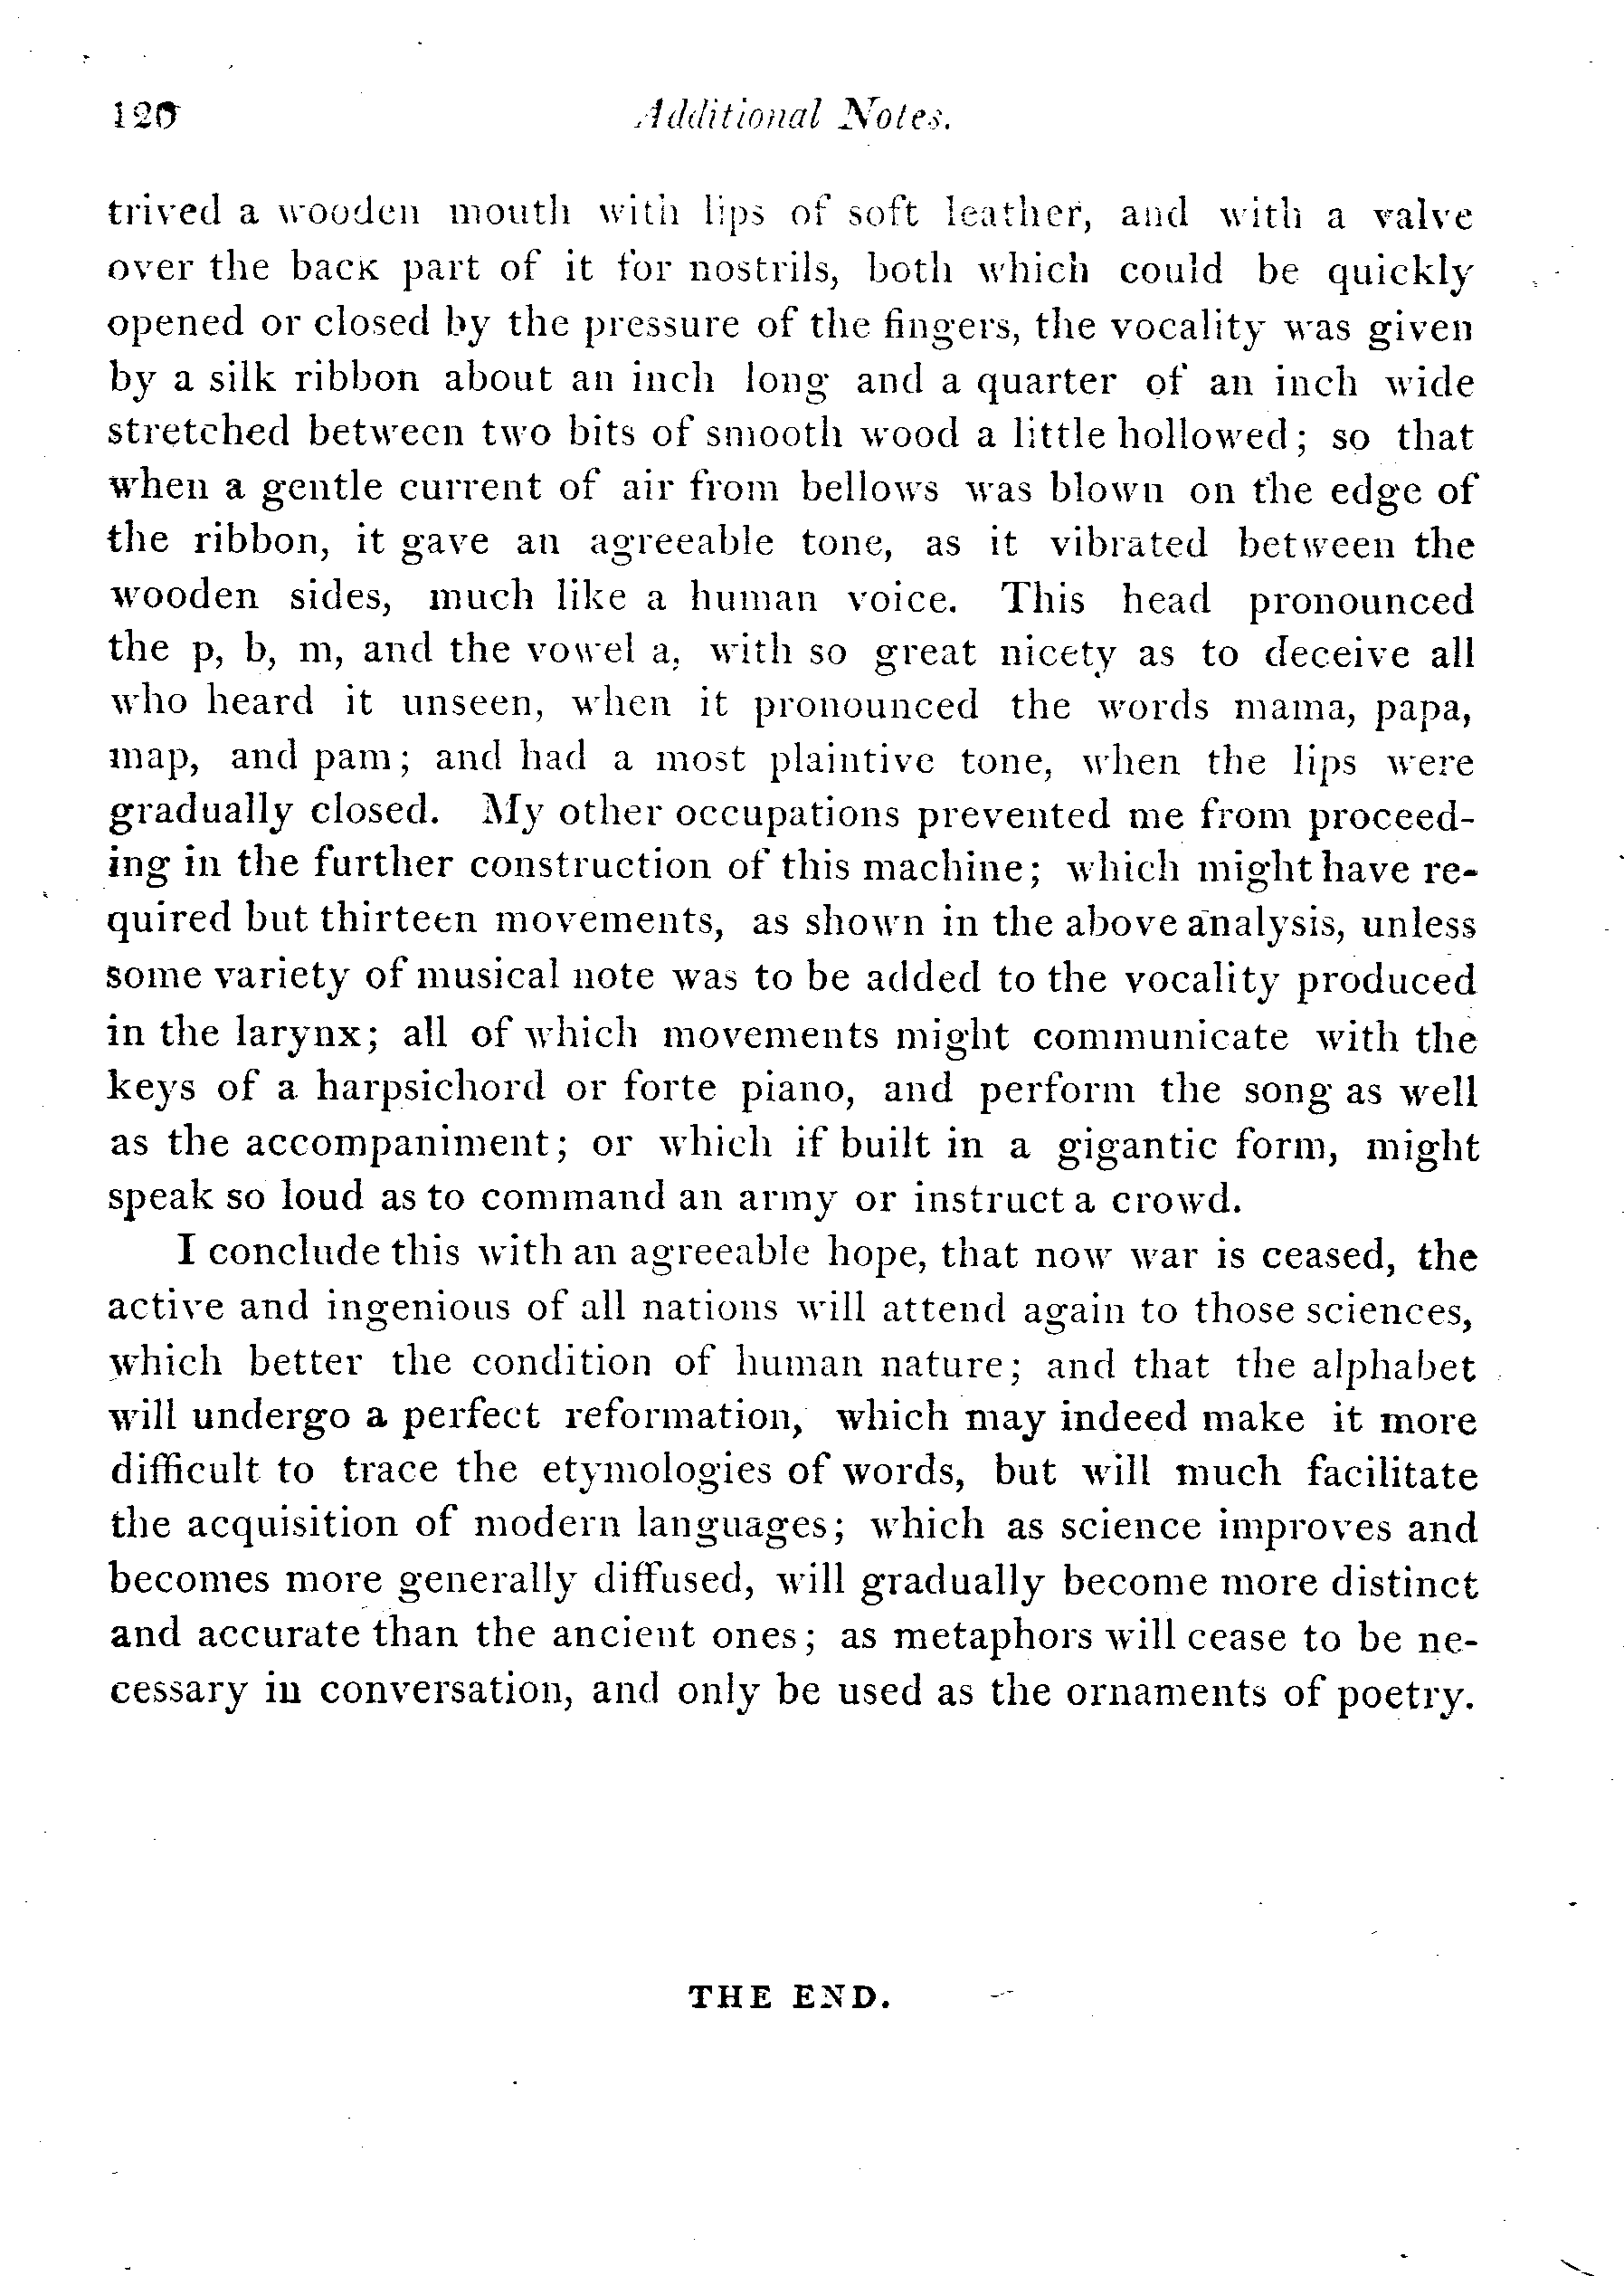 120 Additional Notes.
trived a wooden mouth with lips of soft leather, and with a valve
over the back part of it for nostrils, both which could be quickly
opened or closed by the pressure of the fingers, the vocality was given
by a silk ribbon about an inch long and a quarter of an inch wide
stretched between two bits of smooth wood a little hollowed; so that
when a gentle current of air from bellows was blown on the edge of
the ribbon, it gave an agreeable tone, as it vibrated between the
wooden sides, much like a human voice. This head pronounced
the p, b, m, and the vowel a, with so great nicety as to deceive all
who heard it unseen, when it pronounced the words mama, papa,
map, and pam; and had a most plaintive tone, when the lips were
gradually closed. My other occupations prevented me from proceed-
ing in the further construction of this machine; which might have re-
quired but thirteen movements, as shown in the above analysis, unless
some variety of musical note was to be added to the vocality produced
in the larynx; all of which movements might communicate with the
keys of a harpsichord or forte piano, and perform the song as well
as the accompaniment; or which if built in a gigantic form, might
speak so loud as to command an army or instruct a crowd.
I conclude this with an agreeable hope, that now war is ceased, the
active and ingenious of all nations will attend again to those sciences,
which better the condition of human nature; and that the alphabet
will undergo a perfect reformation, which may indeed make it more
difficult to trace the etymologies of words, but will much facilitate
the acquisition of modern languages; which as science improves and
becomes more generally diffused, will gradually become more distinct
and accurate than the ancient ones; as metaphors will cease to be ne-
cessary in conversation, and only be used as the ornaments of poetry.
THE END.